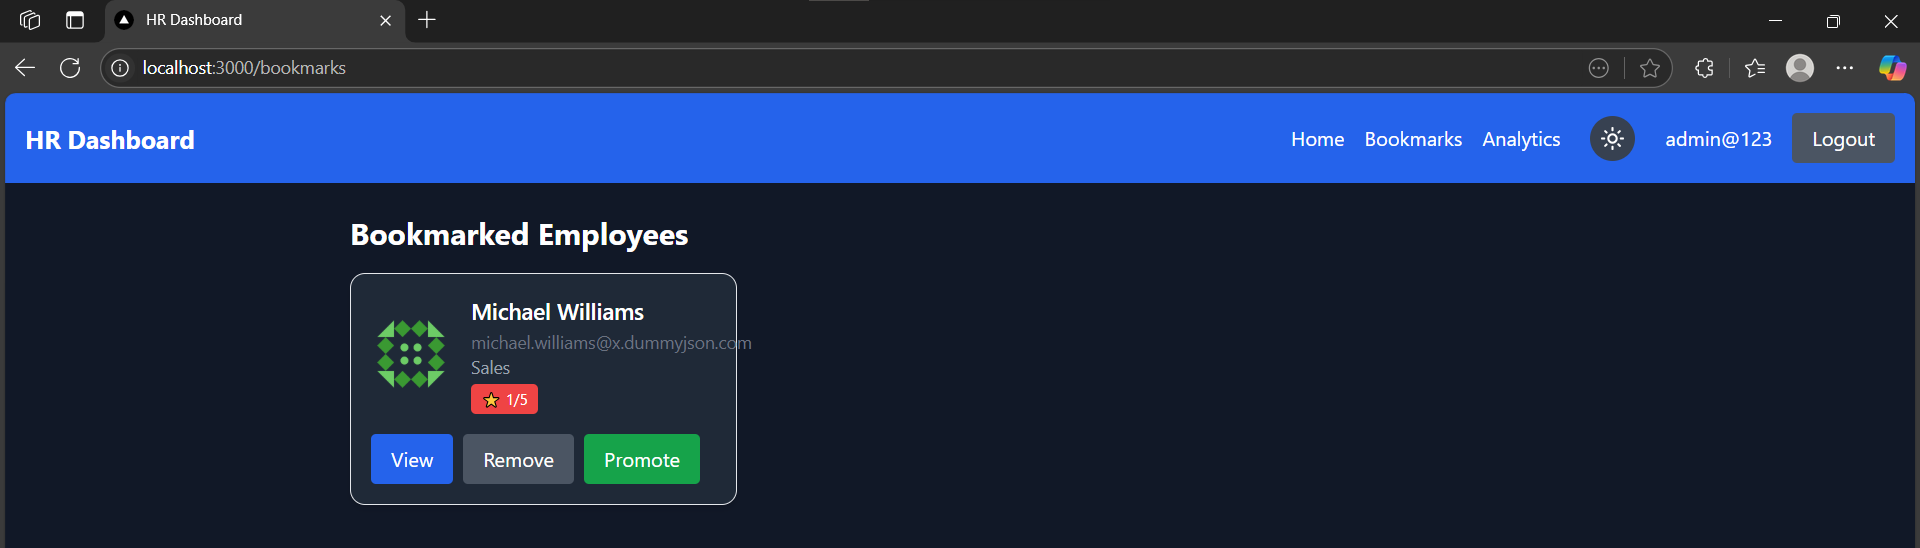 HR Dashboard
localhost:3000/bookmarks
HR Dashboard
Home Bookmarks Analytics admin@123 Logout
Bookmarked Employees
Michael Williams
michael.williams@x.dummyjson.com
Sales
1/5
View Remove Promote